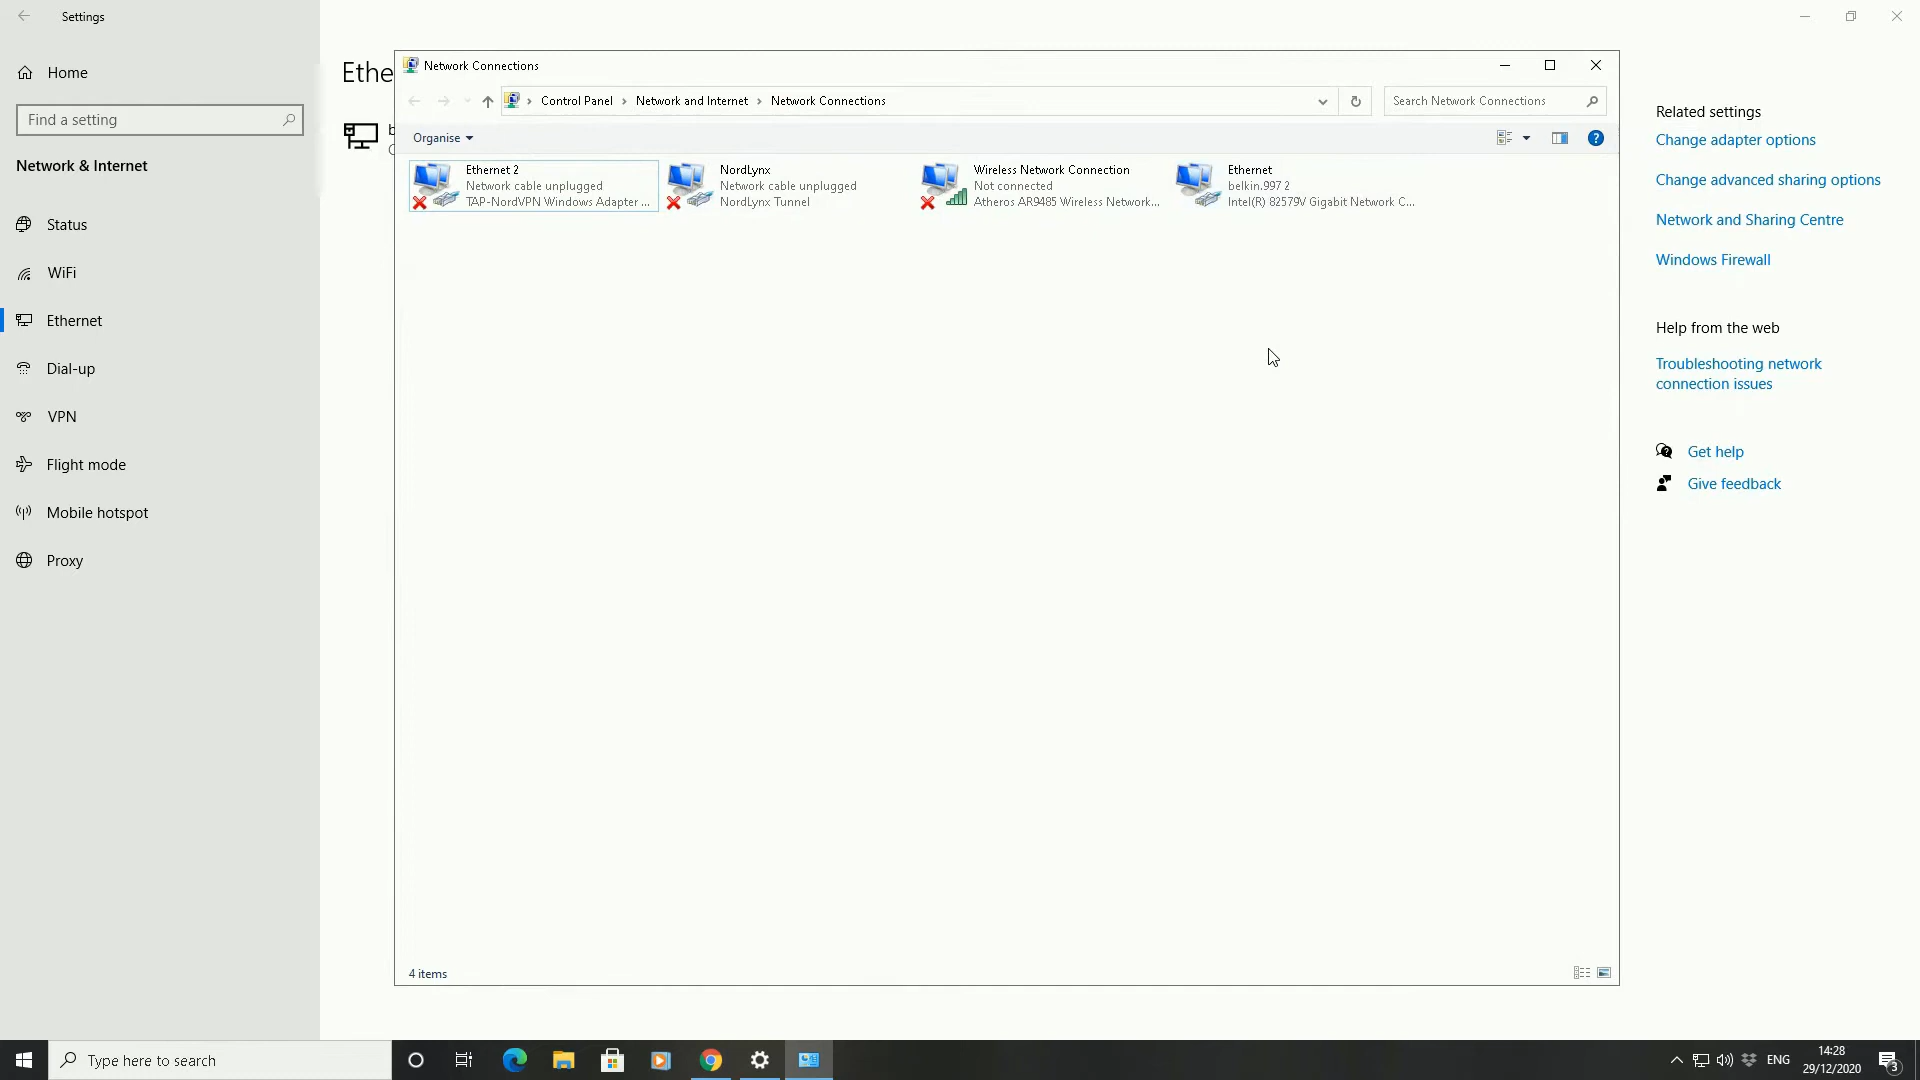 Settings
Home
Find a setting
Network & Internet
Status
WiFi
Ethernet
Dial-up
VPN
Flight mode
Mobile hotspot
Proxy
Ethe
Network Connections
Control Panel
Network and Internet
Network Connections
Search Network Connections
Organise
Ethernet 2
Network cable unplugged
TAP-NordVPN Windows Adapter ...
NordLynx
Network cable unplugged
NordLynx Tunnel
Wireless Network Connection
Not connected
Atheros AR9485 Wireless Network...
Ethernet
belkin.997 2
Intel(R) 82579V Gigabit Network C...
4 items
Related settings
Change adapter options
Change advanced sharing options
Network and Sharing Centre
Windows Firewall
Help from the web
Troubleshooting network
connection issues
Get help
Give feedback
Type here to search
ENG
14:28
29/12/2020
3